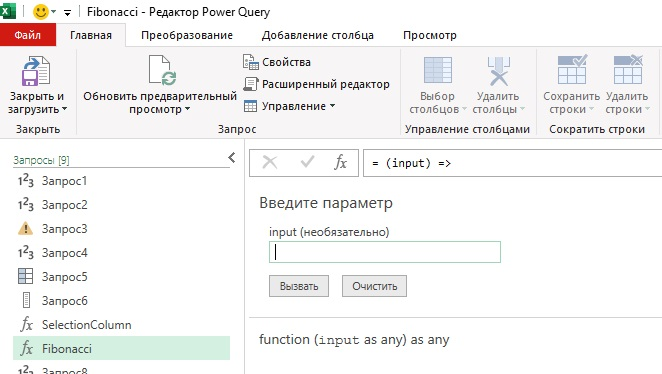 Fibonacci - Редактор Power Query
Файл Главная Преобразование Добавление столбца Просмотр
Закрыть и загрузить
Закрыть
Обновить предварительный просмотр
Свойства
Расширенный редактор
Управление
Запрос
Выбор столбцов
Удалить столбцы
Управление столбцами
Сохранить строки
Удалить строки
Сократить строки
Запросы [9]
Запрос1
Запрос2
Запрос3
Запрос4
Запрос5
Запрос6
fx SelectionColumn
fx Fibonacci
Запрос8
fx
= (input) =>
Введите параметр
input (необязательно)
Вызвать Очистить
function (input as any) as any